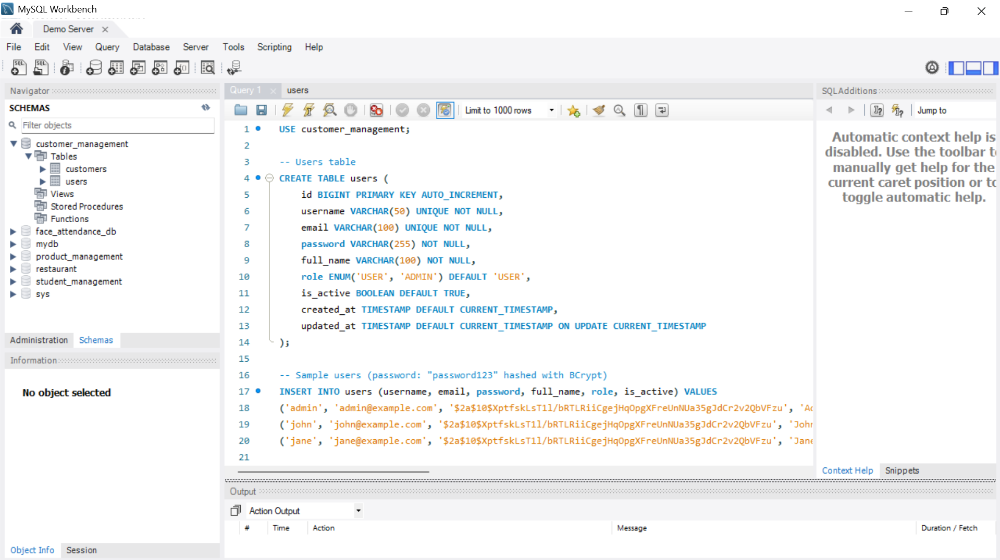 MySQL Workbench
Demo Server
File Edit View Query Database Server Tools Scripting Help
Navigator
SCHEMAS
Filter objects
customer_management
Tables
customers
users
Views
Stored Procedures
Functions
face_attendance_db
mydb
product_management
restaurant
student_management
sys
Administration Schemas
Information
No object selected
Object Info Session
Query 1 users
Limit to 1000 rows
1 USE customer_management;
2
3 -- Users table
4 CREATE TABLE users (
5 id BIGINT PRIMARY KEY AUTO_INCREMENT,
6 username VARCHAR(50) UNIQUE NOT NULL,
7 email VARCHAR(100) UNIQUE NOT NULL,
8 password VARCHAR(255) NOT NULL,
9 full_name VARCHAR(100) NOT NULL,
10 role ENUM('USER', 'ADMIN') DEFAULT 'USER',
11 is_active BOOLEAN DEFAULT TRUE,
12 created_at TIMESTAMP DEFAULT CURRENT_TIMESTAMP,
13 updated_at TIMESTAMP DEFAULT CURRENT_TIMESTAMP ON UPDATE CURRENT_TIMESTAMP
14 );
15
16 -- Sample users (password: "password123" hashed with BCrypt)
17 INSERT INTO users (username, email, password, full_name, role, is_active) VALUES
18 ('admin', 'admin@example.com', '$2a$10$XptfskLsT1l/bRTLRiiCgejHqOpgXFreUnNUa35gJdCr2v2QbVFzu', 'Ad
19 ('john', 'john@example.com', '$2a$10$XptfskLsT1l/bRTLRiiCgejHqOpgXFreUnNUa35gJdCr2v2QbVFzu', 'John
20 ('jane', 'jane@example.com', '$2a$10$XptfskLsT1l/bRTLRiiCgejHqOpgXFreUnNUa35gJdCr2v2QbVFzu', 'Jane
21
SQLAdditions
Jump to
Automatic context help is
disabled. Use the toolbar to
manually get help for the
current caret position or to
toggle automatic help.
Context Help Snippets
Output
Action Output
# Time Action Message Duration / Fetch